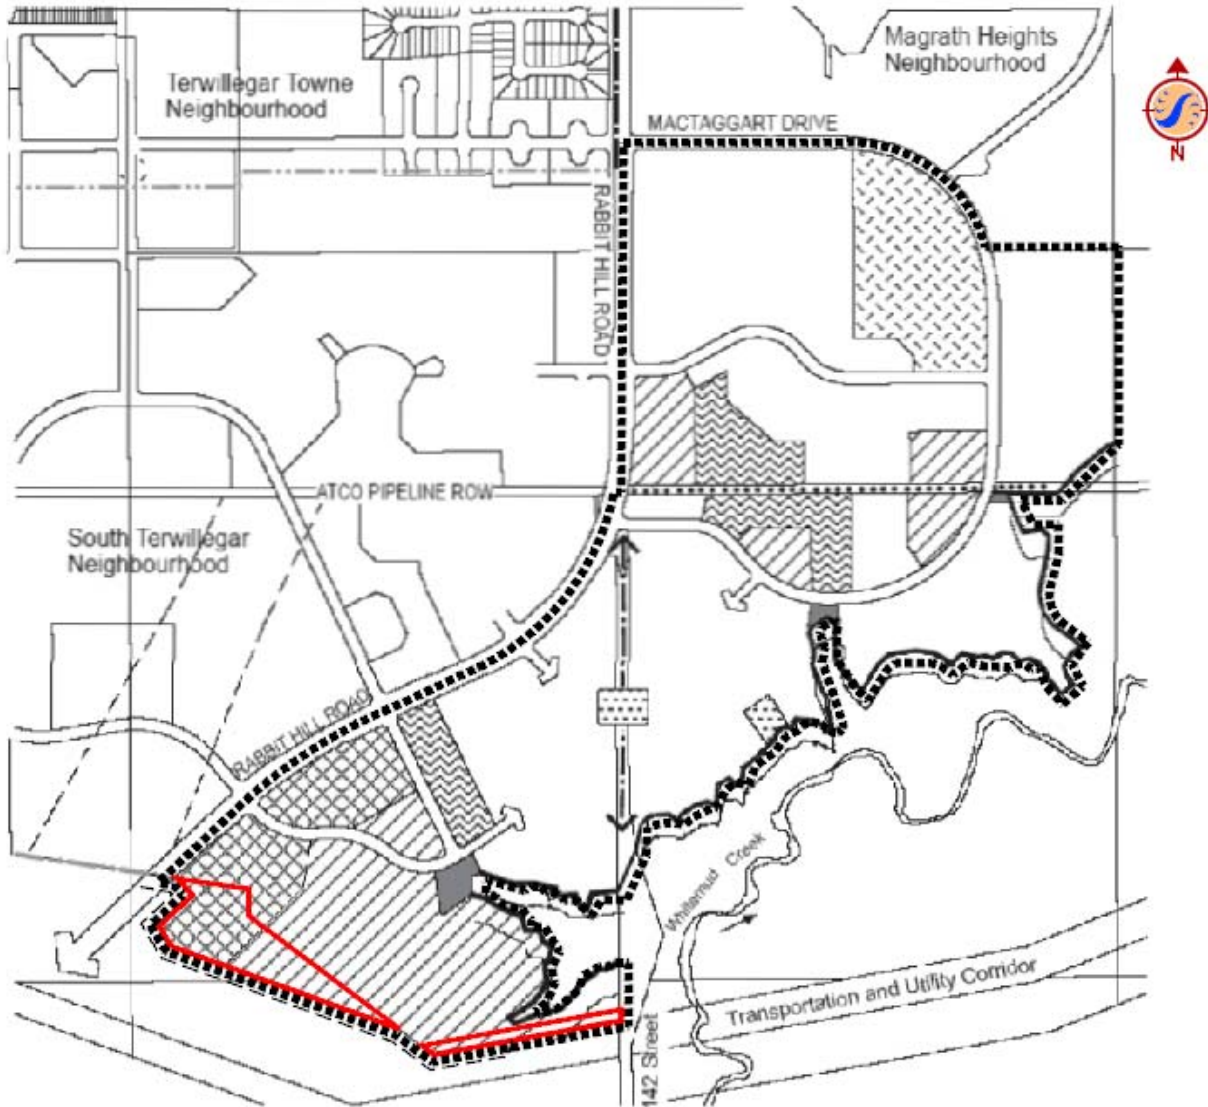 Magrath Heights
Neighbourhood
Terwillegar Towne
Neighbourhood
MACTAGGART DRIVE
N
RABBIT HILL ROAD
ATCO PIPELINE ROW
South Terwillegar
Neighbourhood
RABBIT HILL ROAD
Whitemud Creek
Transportation and Utility Corridor
142 Street